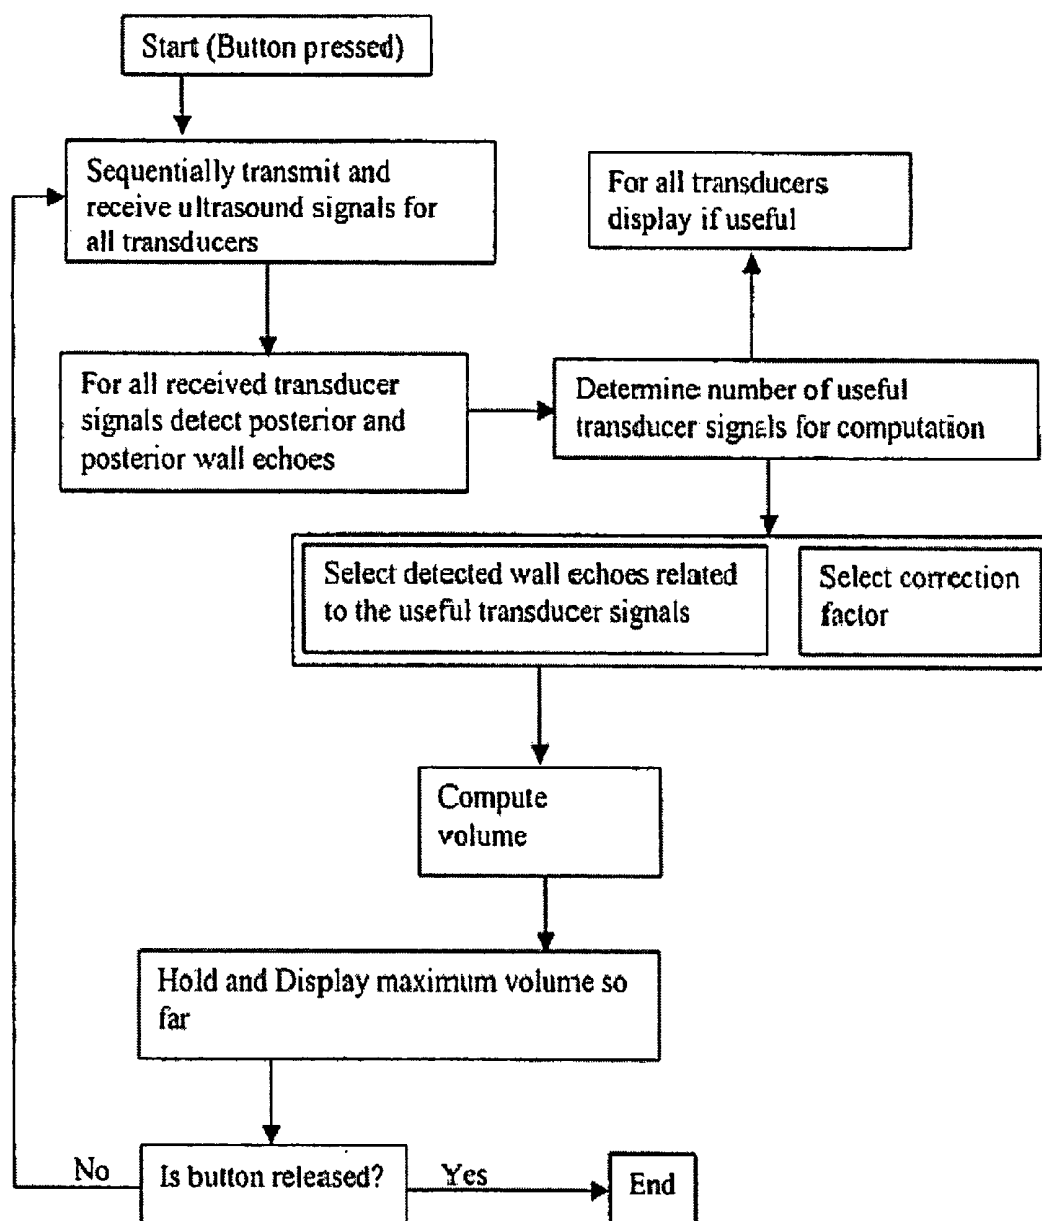 Start (Button pressed)
Sequentially transmit and
receive ultrasound signals for
all transducers
For all transducers
display if useful
For all received transducer
signals detect posterior and
posterior wall echoes
Determine number of useful
transducer signals for computation
Select detected wall echoes related
to the useful transducer signals
Select correction
factor
Compute
volume
Hold and Display maximum volume so
far
No
Is button released?
Yes
End